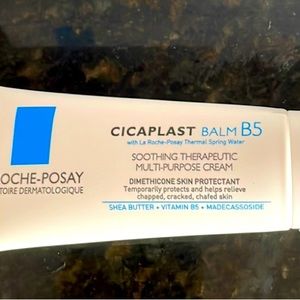 CICAPLAST BALM B5
with La Roche-Posay Thermal Spring Water
SOOTHING THERAPEUTIC
MULTI-PURPOSE CREAM
DIMETHICONE SKIN PROTECTANT
Temporarily protects and helps relieve
chapped, cracked, chafed skin
SHEA BUTTER • VITAMIN B5 • MADECASSOSIDE
OCHE-POSAY
TOIRE DERMATOLOGIQUE